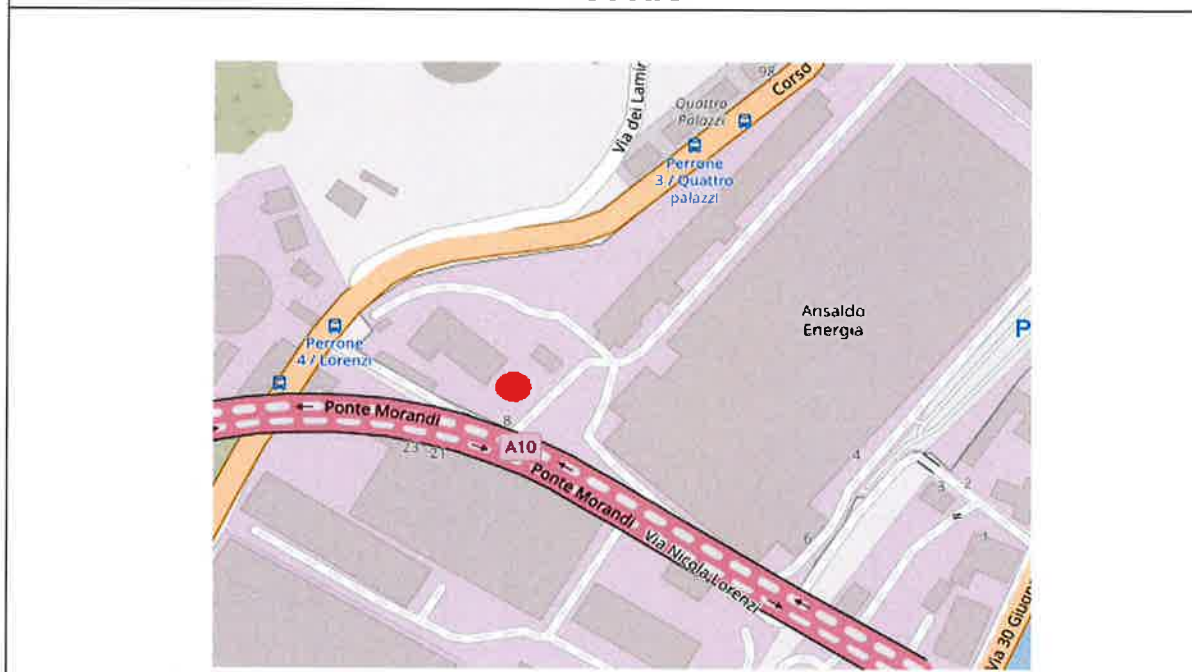 98
Corso
Quattro
Palazzi
Via dei Lamin
Perrone
3 / Quattro
palazzi
Ansaldo
Energia
P
Perrone
4 / Lorenzi
Ponte Morandi
8
A10
23
21
Ponte Morandi
Via Nicola Lorenzi
4
2
3
6
1
Via 30 Giugn